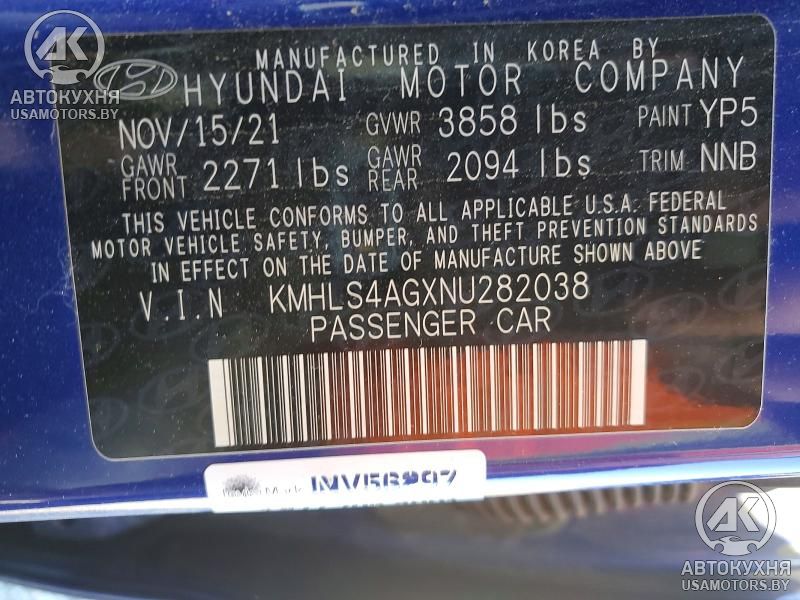 MANUFACTURED IN KOREA BY
HYUNDAI MOTOR COMPANY
NOV/15/21 GVWR 3858 lbs PAINT YP5
GAWR FRONT 2271 lbs GAWR REAR 2094 lbs TRIM NNB
THIS VEHICLE CONFORMS TO ALL APPLICABLE U.S.A. FEDERAL
MOTOR VEHICLE SAFETY, BUMPER, AND THEFT PREVENTION STANDARDS
IN EFFECT ON THE DATE OF MANUFACTURE SHOWN ABOVE
V.I.N KMHLS4AGXNU282038
PASSENGER CAR
АК
АВТОКУХНЯ
USAMOTORS.BY
АК
АВТОКУХНЯ
USAMOTORS.BY